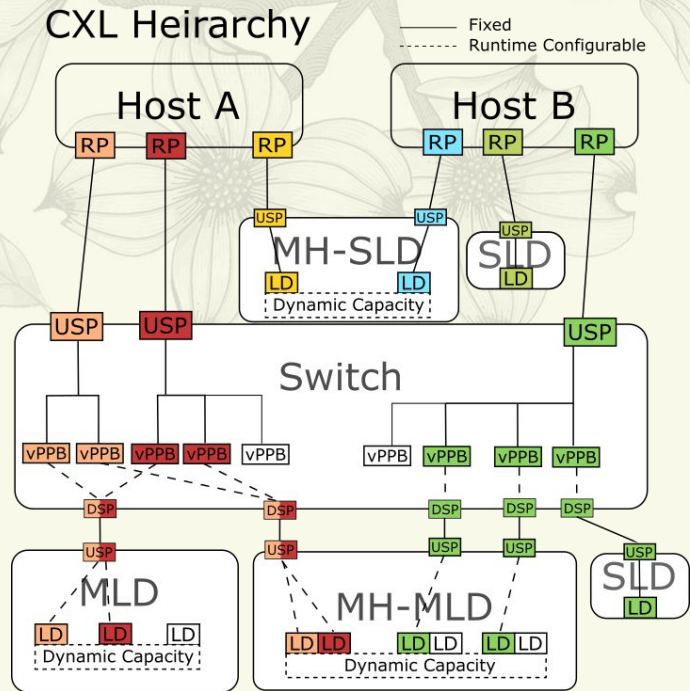 CXL Heirarchy
Fixed
Runtime Configurable
Host A
Host B
RP
RP
RP
RP
RP
RP
USP
USP
USP
MH-SLD
SLD
LD
LD
LD
Dynamic Capacity
USP
USP
USP
Switch
vPPB
vPPB
vPPB
vPPB
vPPB
vPPB
vPPB
vPPB
vPPB
DSP
DSP
DSP
DSP
DSP
USP
USP
USP
USP
USP
MLD
MH-MLD
SLD
LD
LD
LD
LD
LD
LD
LD
LD
LD
LD
Dynamic Capacity
Dynamic Capacity